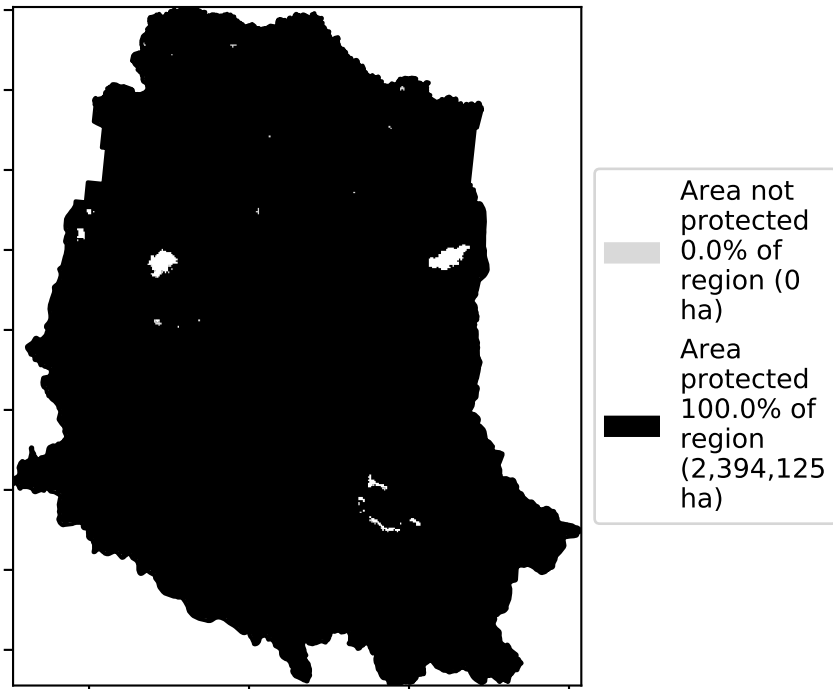 Area not
protected
0.0% of
region (0
ha)
Area
protected
100.0% of
region
(2,394,125
ha)